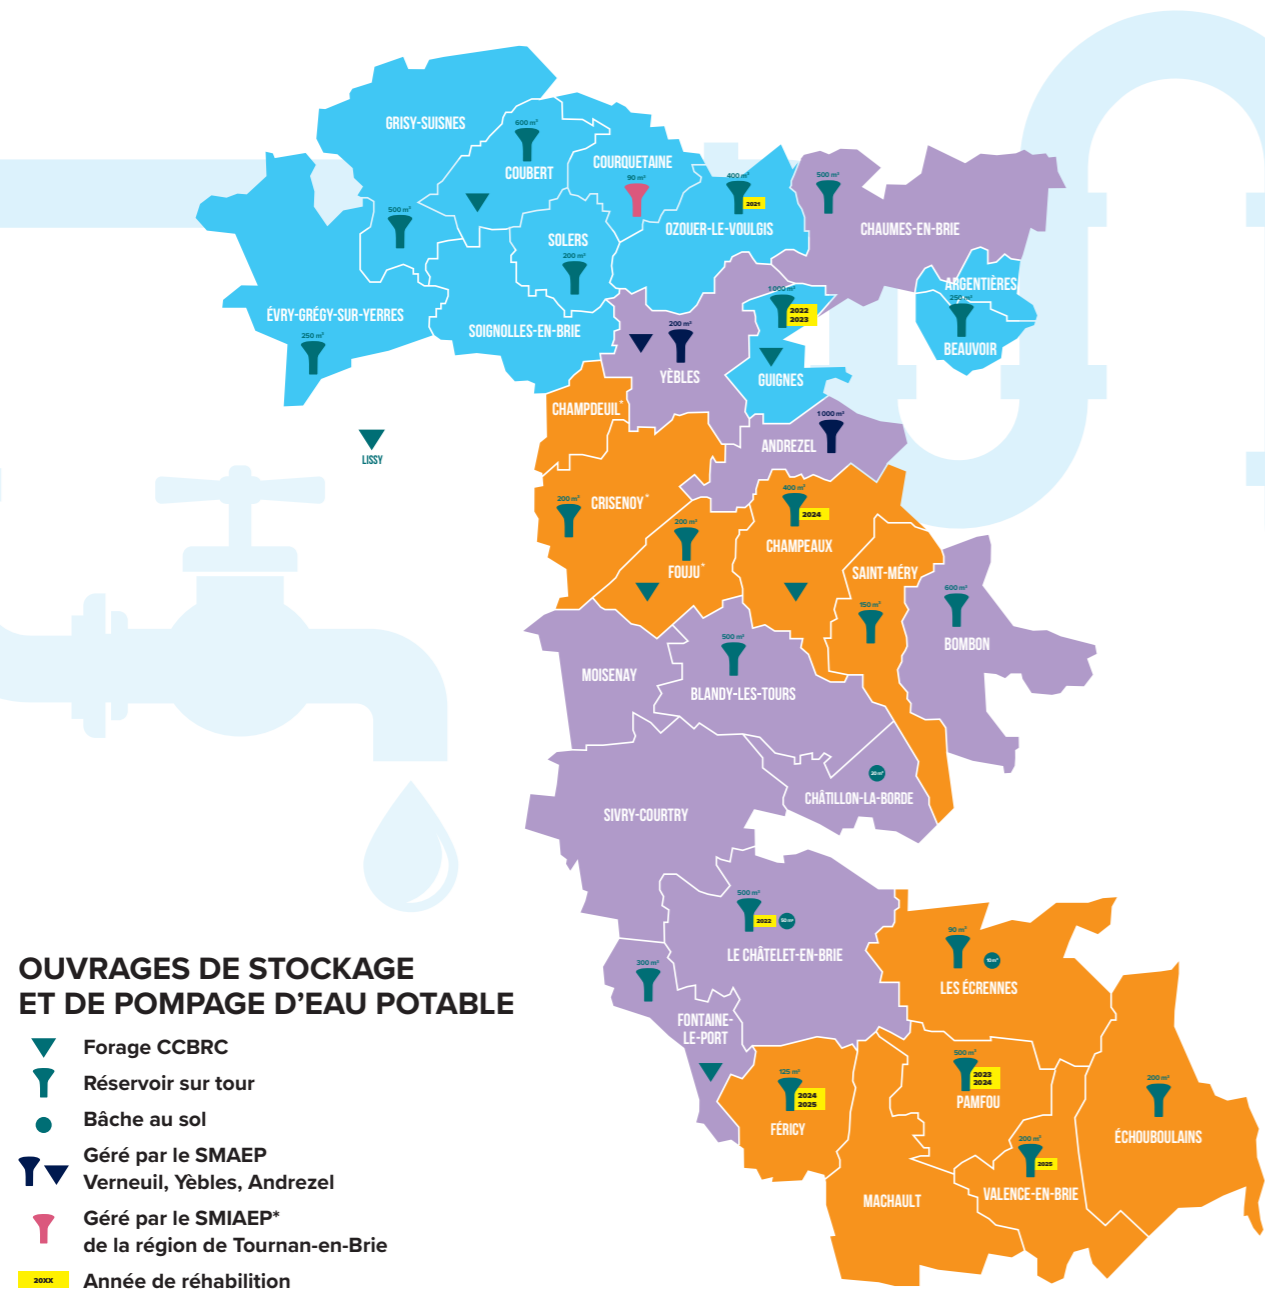 GRISY-SUISNES
600 m³
COUBERT
COURQUETAINE
90 m³
400 m³
2021
OZOUER-LE-VOULGIS
500 m³
CHAUMES-EN-BRIE
500 m³
SOLERS
200 m³
ARGENTIÈRES
250 m³
BEAUVOIR
ÉVRY-GRÉGY-SUR-YERRES
250 m³
SOIGNOLLES-EN-BRIE
1 000 m³
2022
2023
GUIGNES
200 m³
YÈBLES
CHAMPDEUIL*
1 000 m³
ANDREZEL
LISSY
200 m³
CRISENOY*
200 m³
FOUJU*
400 m³
2024
CHAMPEAUX
SAINT-MÉRY
150 m³
600 m³
BOMBON
MOISENAY
500 m³
BLANDY-LES-TOURS
SIVRY-COURTRY
CHÂTILLON-LA-BORDE
500 m³
2022
LE CHÂTELET-EN-BRIE
90 m³
10 m³
LES ÉCRENNES
300 m³
FONTAINE-
LE-PORT
125 m³
2024
2025
FÉRICY
500 m³
2023
2024
PAMFOU
200 m³
ÉCHOUBOULAINS
200 m³
2025
VALENCE-EN-BRIE
MACHAULT
OUVRAGES DE STOCKAGE
ET DE POMPAGE D'EAU POTABLE
Forage CCBRC
Réservoir sur tour
Bâche au sol
Géré par le SMAEP
Verneuil, Yèbles, Andrezel
Géré par le SMIAEP*
de la région de Tournan-en-Brie
20XX
Année de réhabilition